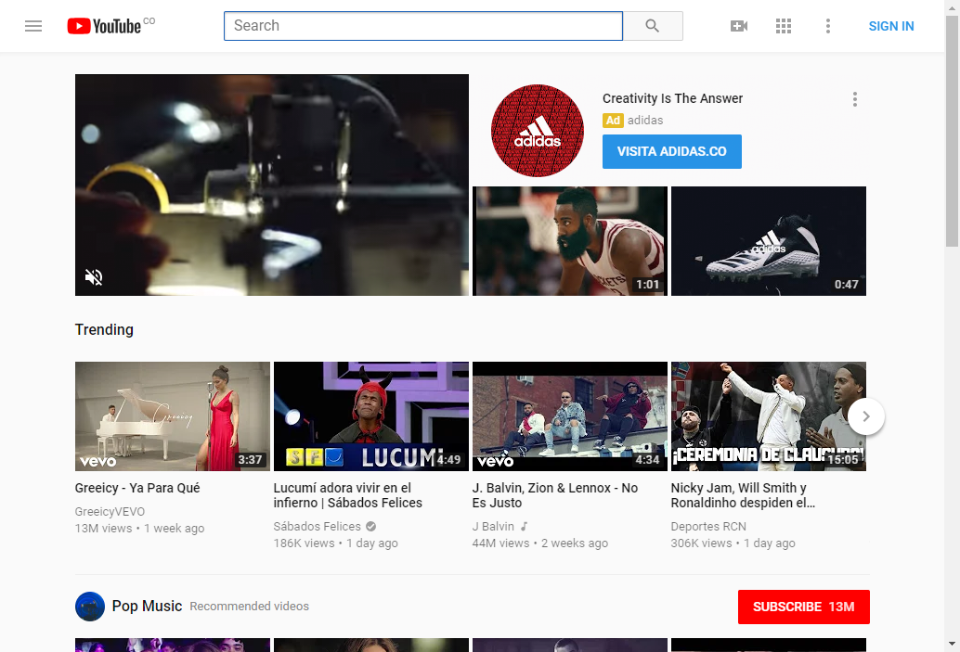 YouTube CO
Search
SIGN IN
Creativity Is The Answer
Ad adidas
VISITA ADIDAS.CO
adidas
adidas
1:01
0:47
Trending
Greeicy
vevo
3:37
SFC LUCUMÍ
4:49
vevo
4:34
¡CEREMONIA DE CLAUSURA!
15:05
Greeicy - Ya Para Qué
GreeicyVEVO
13M views • 1 week ago
Lucumí adora vivir en el
infierno | Sábados Felices
Sábados Felices
186K views • 1 day ago
J. Balvin, Zion & Lennox - No
Es Justo
J Balvin
44M views • 2 weeks ago
Nicky Jam, Will Smith y
Ronaldinho despiden el...
Deportes RCN
306K views • 1 day ago
Pop Music Recommended videos
SUBSCRIBE 13M